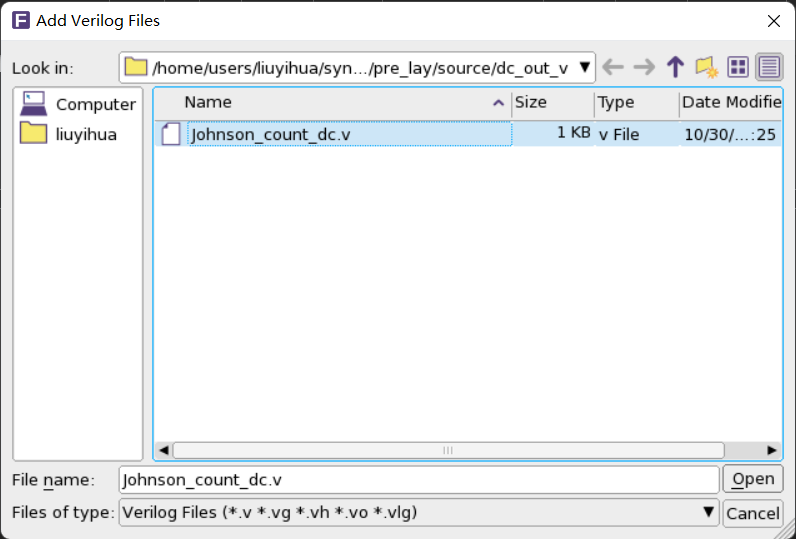 F Add Verilog Files
Look in: /home/users/liuyihua/syn.../pre_lay/source/dc_out_v
Computer
liuyihua
Name Size Type Date Modifie
Johnson_count_dc.v 1 KB v File 10/30/...:25
File name: Johnson_count_dc.v Open
Files of type: Verilog Files (*.v *.vg *.vh *.vo *.vlg) Cancel